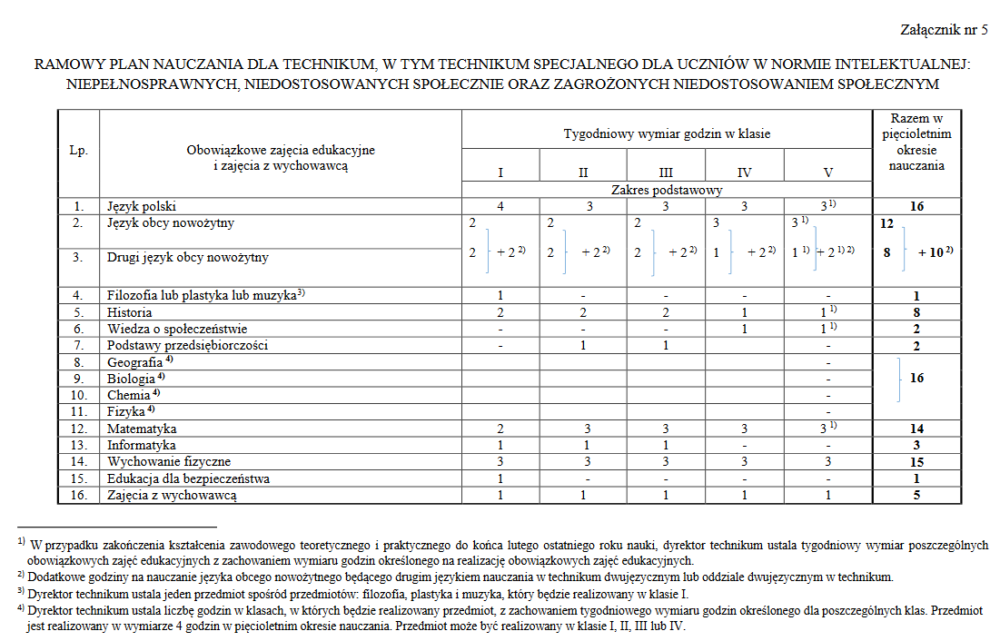 Załącznik nr 5
RAMOWY PLAN NAUCZANIA DLA TECHNIKUM, W TYM TECHNIKUM SPECJALNEGO DLA UCZNIÓW W NORMIE INTELEKTUALNEJ:
NIEPEŁNOSPRAWNYCH, NIEDOSTOSOWANYCH SPOŁECZNIE ORAZ ZAGROŻONYCH NIEDOSTOSOWANIEM SPOŁECZNYM
Lp. Obowiązkowe zajęcia edukacyjne i zajęcia z wychowawcą Tygodniowy wymiar godzin w klasie Razem w pięcioletnim okresie nauczania
I II III IV V
Zakres podstawowy
1. Język polski 4 3 3 3 3 1) 16
2. Język obcy nowożytny 2 2 2 3 3 1) 12
3. Drugi język obcy nowożytny 2 + 2 2) 2 + 2 2) 2 + 2 2) 1 + 2 2) 1 1) + 2 1) 2) 8 + 10 2)
4. Filozofia lub plastyka lub muzyka3) 1 - - - - 1
5. Historia 2 2 2 1 1 1) 8
6. Wiedza o społeczeństwie - - - 1 1 1) 2
7. Podstawy przedsiębiorczości - 1 1 - 2
8. Geografia 4) -
9. Biologia 4) - 16
10. Chemia 4) -
11. Fizyka 4) -
12. Matematyka 2 3 3 3 3 1) 14
13. Informatyka 1 1 1 - - 3
14. Wychowanie fizyczne 3 3 3 3 3 15
15. Edukacja dla bezpieczeństwa 1 - - - - 1
16. Zajęcia z wychowawcą 1 1 1 1 1 5
1) W przypadku zakończenia kształcenia zawodowego teoretycznego i praktycznego do końca lutego ostatniego roku nauki, dyrektor technikum ustala tygodniowy wymiar poszczególnych
obowiązkowych zajęć edukacyjnych z zachowaniem wymiaru godzin określonego na realizację obowiązkowych zajęć edukacyjnych.
2) Dodatkowe godziny na nauczanie języka obcego nowożytnego będącego drugim językiem nauczania w technikum dwujęzycznym lub oddziale dwujęzycznym w technikum.
3) Dyrektor technikum ustala jeden przedmiot spośród przedmiotów: filozofia, plastyka i muzyka, który będzie realizowany w klasie I.
4) Dyrektor technikum ustala liczbę godzin w klasach, w których będzie realizowany przedmiot, z zachowaniem tygodniowego wymiaru godzin określonego dla poszczególnych klas. Przedmiot
jest realizowany w wymiarze 4 godzin w pięcioletnim okresie nauczania. Przedmiot może być realizowany w klasie I, II, III lub IV.